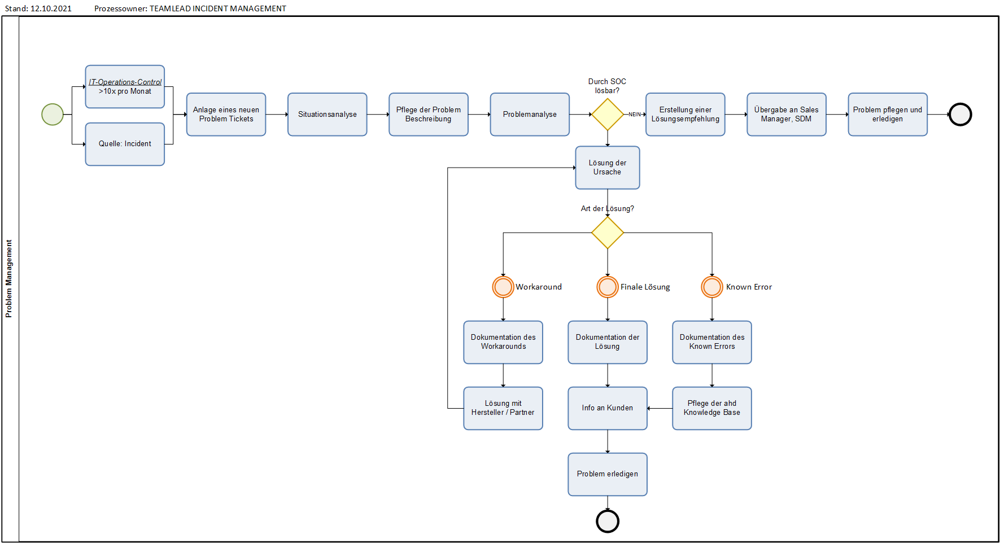 Stand: 12.10.2021
Prozessowner: TEAMLEAD INCIDENT MANAGEMENT
Problem Management
IT-Operations-Control
>10x pro Monat
Quelle: Incident
Anlage eines neuen
Problem Tickets
Situationsanalyse
Pflege der Problem
Beschreibung
Problemanalyse
Durch SOC
lösbar?
NEIN
Erstellung einer
Lösungsempfehlung
Übergabe an Sales
Manager, SDM
Problem pflegen und
erledigen
Lösung der
Ursache
Art der Lösung?
Workaround
Finale Lösung
Known Error
Dokumentation des
Workarounds
Dokumentation der
Lösung
Dokumentation des
Known Errors
Lösung mit
Hersteller / Partner
Info an Kunden
Pflege der ahd
Knowledge Base
Problem erledigen